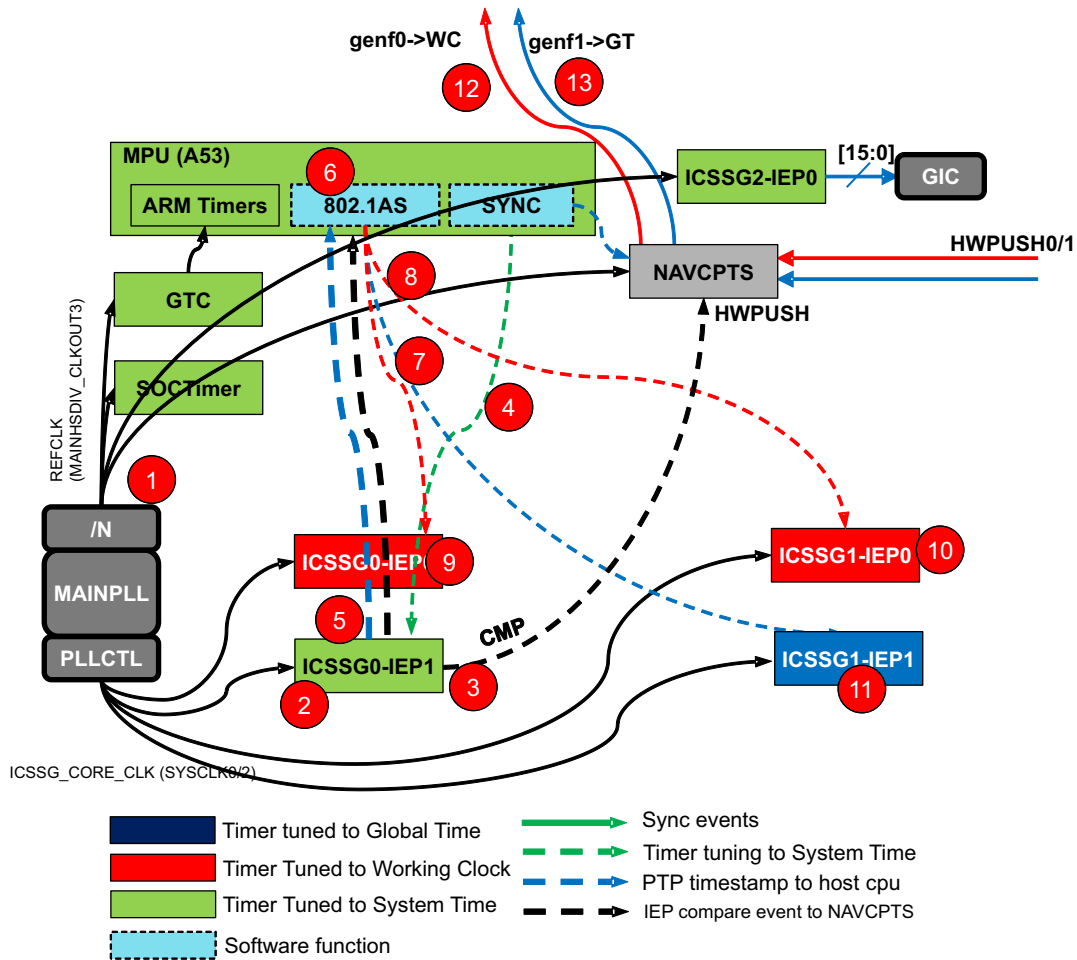 genf0->WC
genf1->GT
12
13
MPU (A53)
6
[15:0]
ARM Timers
802.1AS
SYNC
ICSSG2-IEP0
GIC
HWPUSH0/1
8
NAVCPTS
GTC
HWPUSH
7
SOCTimer
4
REFCLK
(MAINHSDIV_CLKOUT3)
1
/N
ICSSG0-IEP
9
ICSSG1-IEP0
10
MAINPLL
5
CMP
PLLCTL
ICSSG0-IEP1
ICSSG1-IEP1
2
3
11
ICSSG_CORE_CLK (SYSCLK0/2)
Timer tuned to Global Time
Sync events
Timer Tuned to Working Clock
Timer tuning to System Time
Timer Tuned to System Time
PTP timestamp to host cpu
IEP compare event to NAVCPTS
Software function